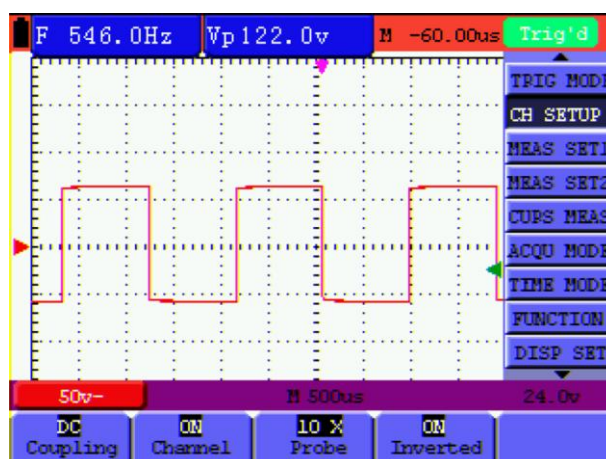 F 546.0Hz Vp122.0v M -60.00us Trig'd
TRIG MODE
CH SETUP
MEAS SET1
MEAS SET2
CUPS MEAS
ACQU MODE
TIME MODE
FUNCTION
DISP SET
50v- M 500us 24.0v
DC ON 10 X ON
Coupling Channel Probe Inverted